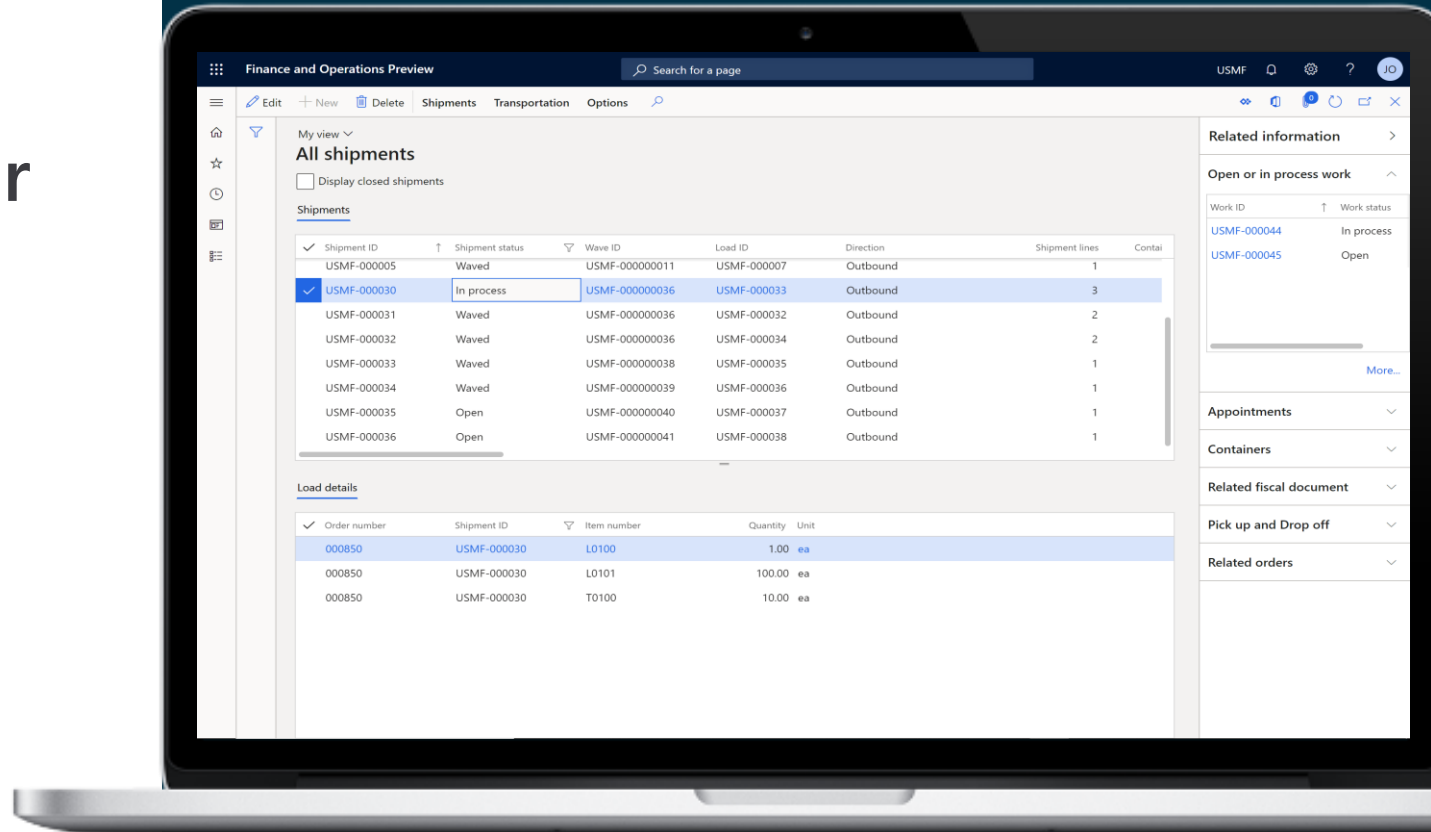 r
Finance and Operations Preview Search for a page USMF ? JO
Edit New Delete Shipments Transportation Options 0
My view
All shipments
Display closed shipments
Shipments
Shipment ID Shipment status Wave ID Load ID Direction Shipment lines Contai
USMF-000005 Waved USMF-000000011 USMF-000007 Outbound 1
USMF-000030 In process USMF-000000036 USMF-000033 Outbound 3
USMF-000031 Waved USMF-000000036 USMF-000032 Outbound 2
USMF-000032 Waved USMF-000000036 USMF-000034 Outbound 2
USMF-000033 Waved USMF-000000038 USMF-000035 Outbound 1
USMF-000034 Waved USMF-000000039 USMF-000036 Outbound 1
USMF-000035 Open USMF-000000040 USMF-000037 Outbound 1
USMF-000036 Open USMF-000000041 USMF-000038 Outbound 1
Load details
Order number Shipment ID Item number Quantity Unit
000850 USMF-000030 L0100 1.00 ea
000850 USMF-000030 L0101 100.00 ea
000850 USMF-000030 T0100 10.00 ea
Related information
Open or in process work
Work ID Work status
USMF-000044 In process
USMF-000045 Open
More...
Appointments
Containers
Related fiscal document
Pick up and Drop off
Related orders